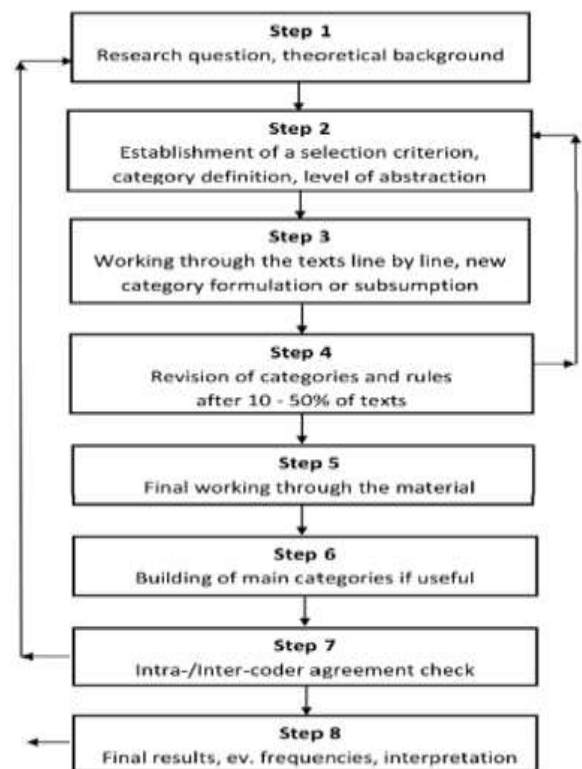 Step 1
Research question, theoretical background
Step 2
Establishment of a selection criterion,
category definition, level of abstraction
Step 3
Working through the texts line by line, new
category formulation or subsumption
Step 4
Revision of categories and rules
after 10 - 50% of texts
Step 5
Final working through the material
Step 6
Building of main categories if useful
Step 7
Intra-/Inter-coder agreement check
Step 8
Final results, ev. frequencies, interpretation